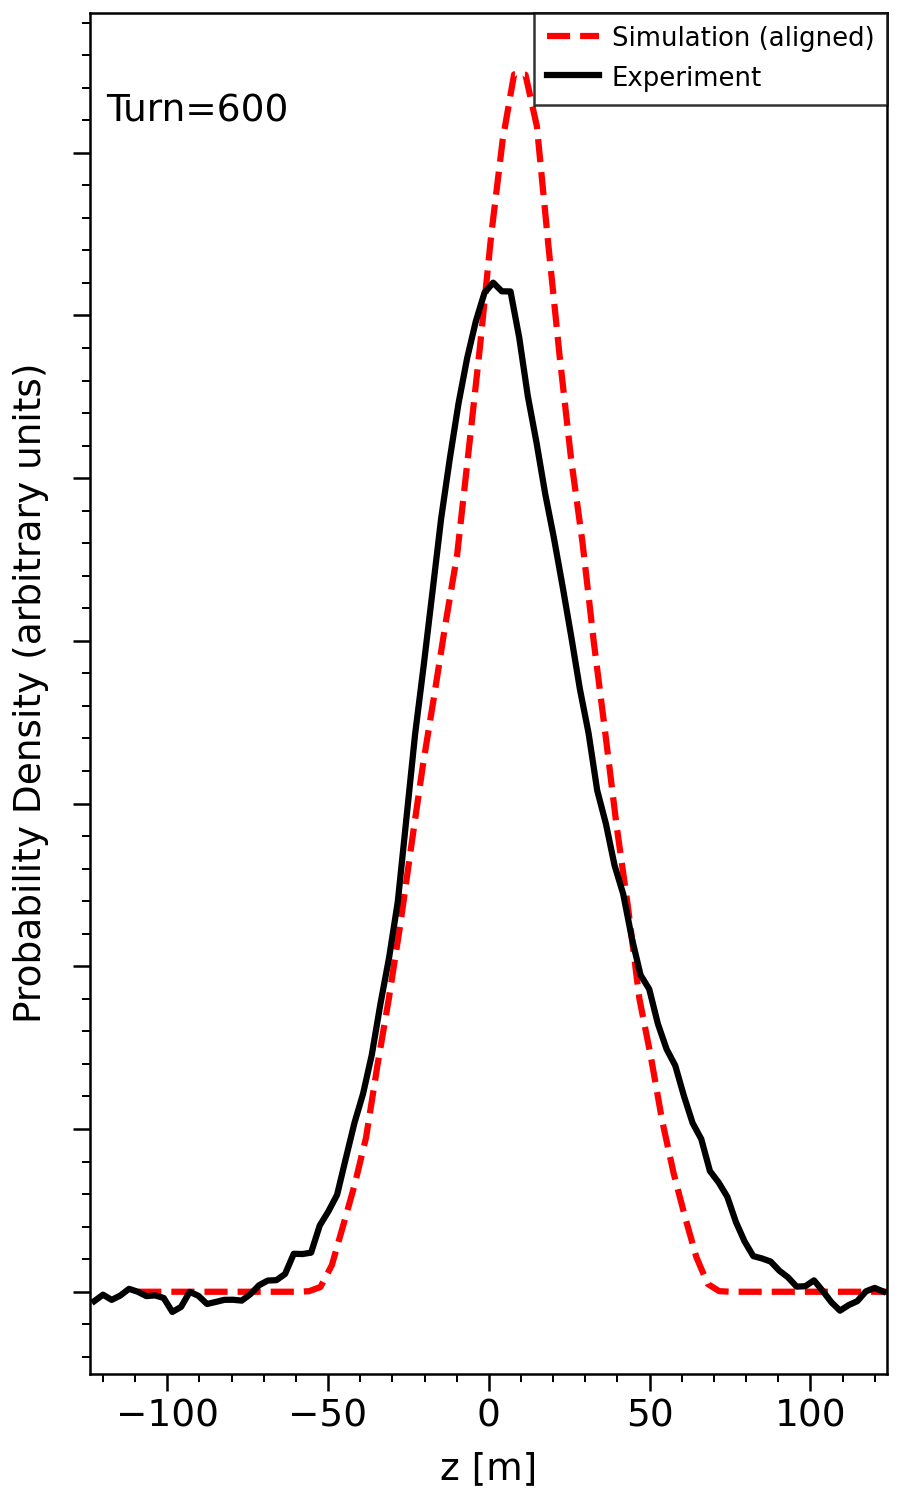 Simulation (aligned)
Experiment
Turn=600
Probability Density (arbitrary units)
−100 −50 0 50 100
z [m]